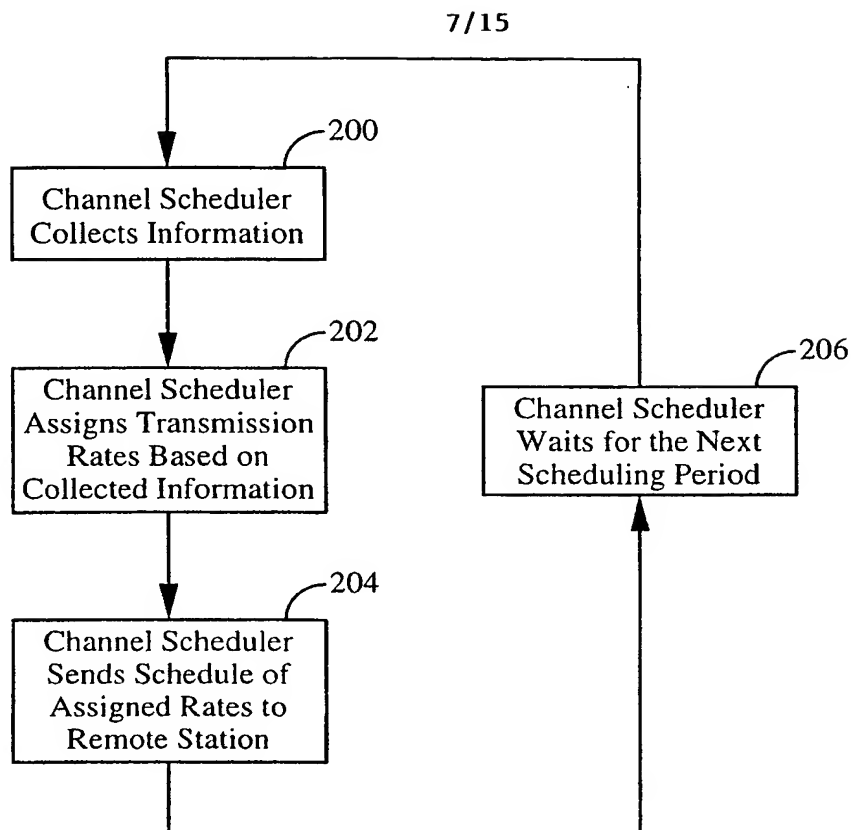 7/15
200
Channel Scheduler
Collects Information
202
Channel Scheduler
Assigns Transmission
Rates Based on
Collected Information
206
Channel Scheduler
Waits for the Next
Scheduling Period
204
Channel Scheduler
Sends Schedule of
Assigned Rates to
Remote Station